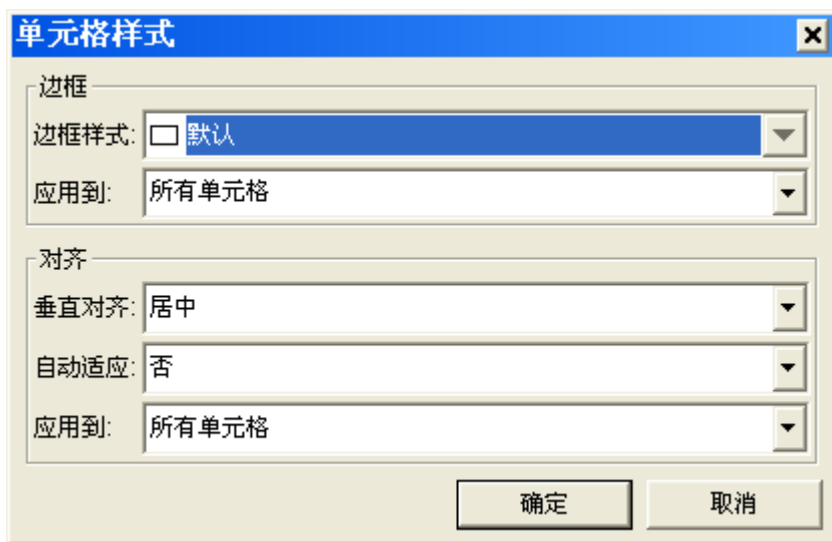 单元格样式
边框
边框样式: 默认
应用到: 所有单元格
对齐
垂直对齐: 居中
自动适应: 否
应用到: 所有单元格
确定 取消